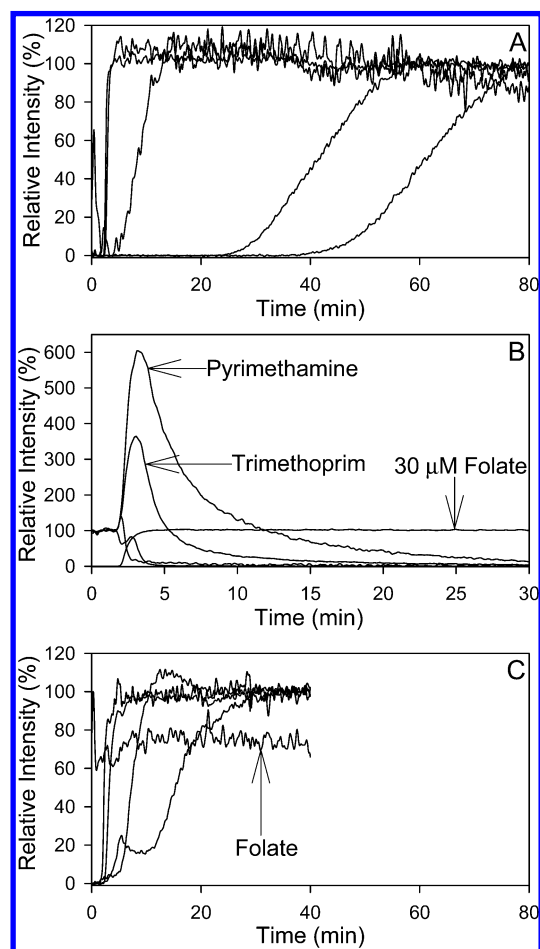 A
Relative Intensity (%)
120
100
80
60
40
20
0
0 20 40 60 80
Time (min)
B
Relative Intensity (%)
600
500
400
300
200
100
0
Pyrimethamine
Trimethoprim
30 μM Folate
0 5 10 15 20 25 30
Time (min)
C
Relative Intensity (%)
120
100
80
60
40
20
0
Folate
0 20 40 60 80
Time (min)